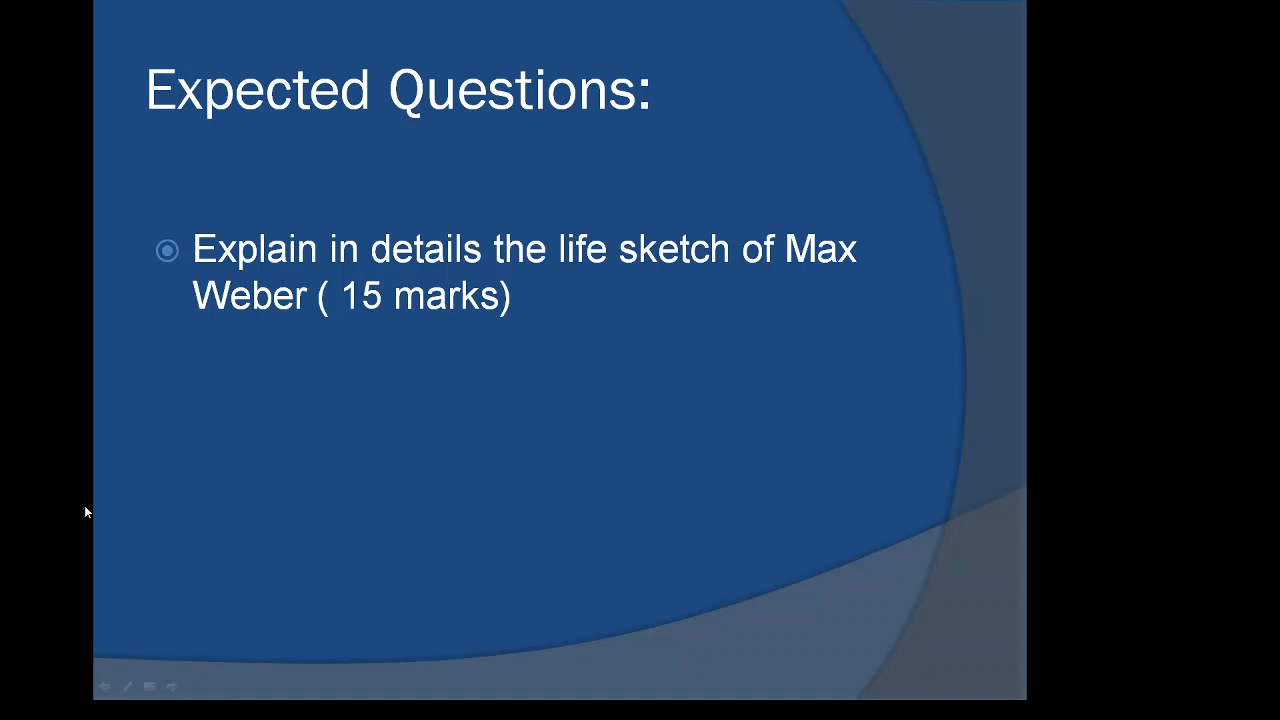 Expected Questions:
Explain in details the life sketch of Max
Weber ( 15 marks)